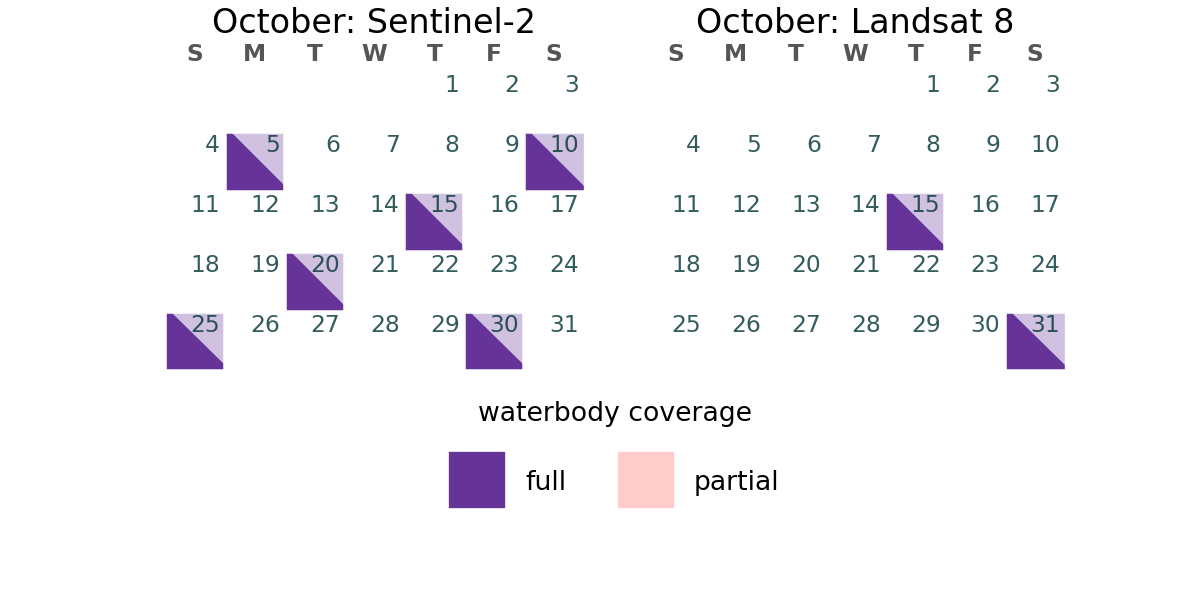 October: Sentinel-2
S M T W T F S
1 2 3
4 5 6 7 8 9 10
11 12 13 14 15 16 17
18 19 20 21 22 23 24
25 26 27 28 29 30 31
October: Landsat 8
S M T W T F S
1 2 3
4 5 6 7 8 9 10
11 12 13 14 15 16 17
18 19 20 21 22 23 24
25 26 27 28 29 30 31
waterbody coverage
full partial